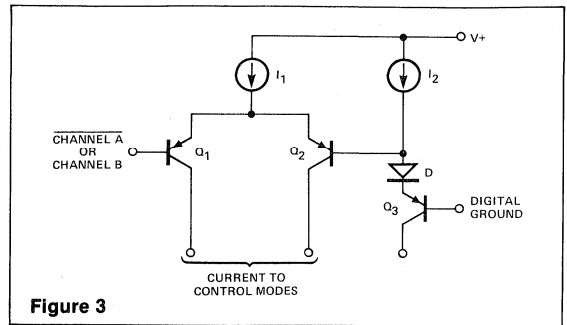 V+
I1
I2
CHANNEL A
OR
CHANNEL B
Q1
Q2
D
Q3
DIGITAL
GROUND
CURRENT TO
CONTROL MODES
Figure 3